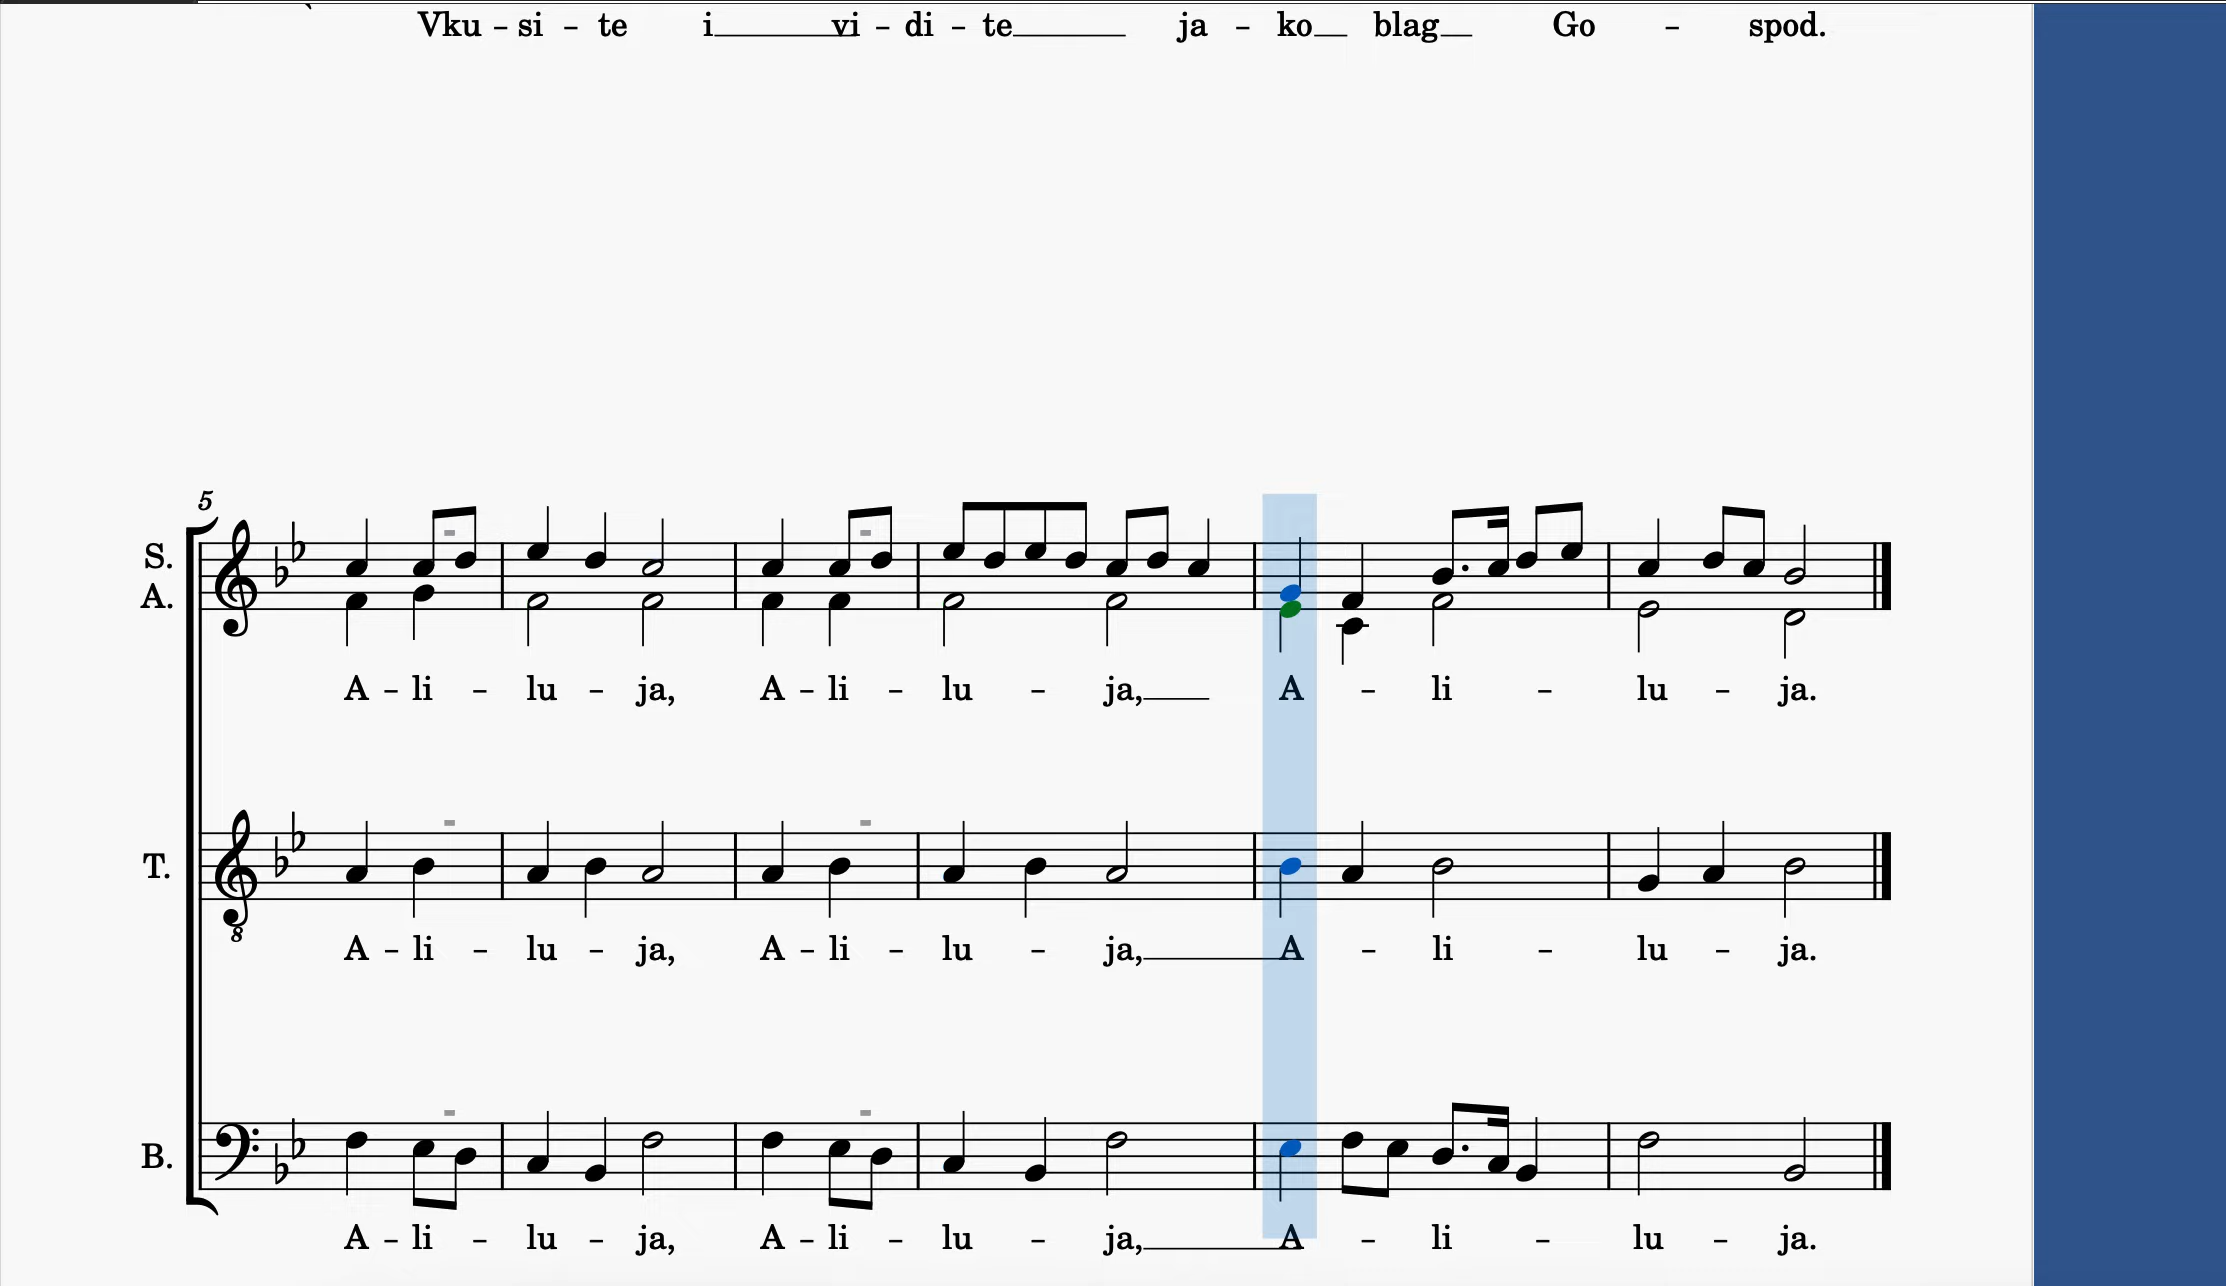 Vku - si - te i vi - di - te ja - ko blag Go - spod.
5
S.
A.
A - li - lu - ja, A - li - lu - ja, A - li - lu - ja.
T.
8
A - li - lu - ja, A - li - lu - ja, A - li - lu - ja.
B.
A - li - lu - ja, A - li - lu - ja, A - li - lu - ja.